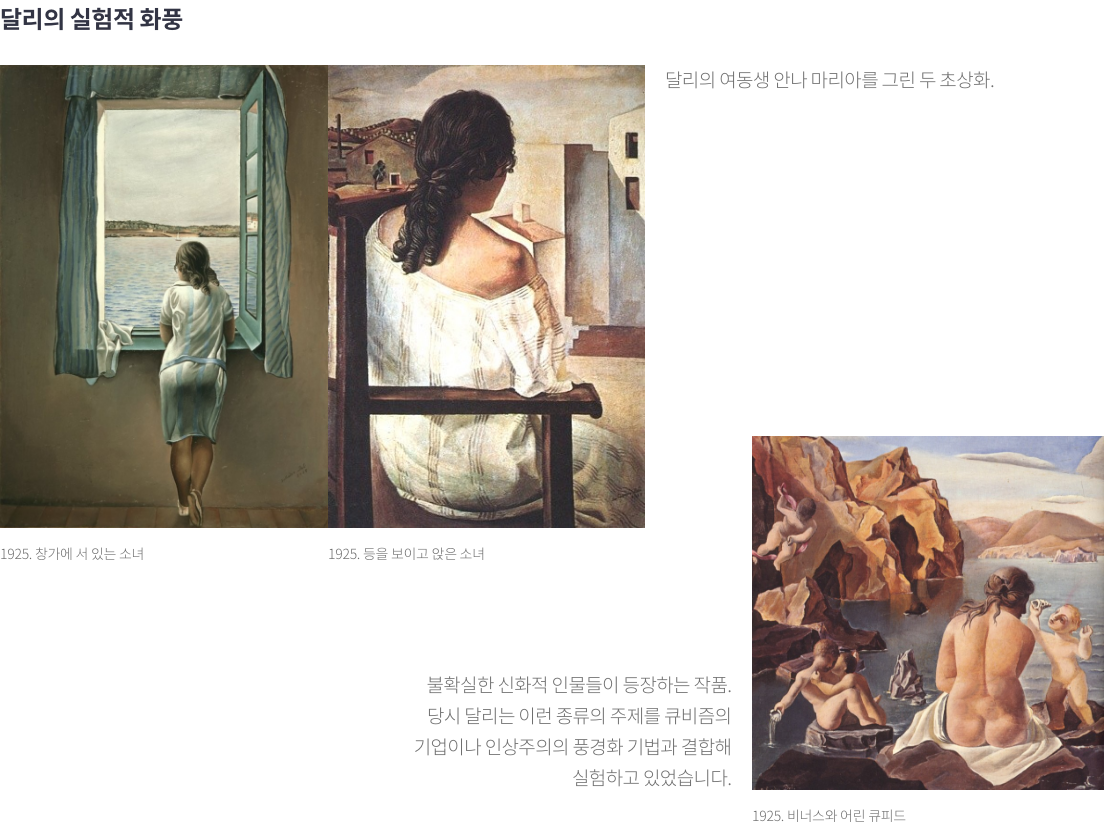 달리의 실험적 화풍
달리의 여동생 안나 마리아를 그린 두 초상화.
1925. 창가에 서 있는 소녀
1925. 등을 보이고 앉은 소녀
불확실한 신화적 인물들이 등장하는 작품.
당시 달리는 이런 종류의 주제를 큐비즘의
기업이나 인상주의의 풍경화 기법과 결합해
실험하고 있었습니다.
1925. 비너스와 어린 큐피드